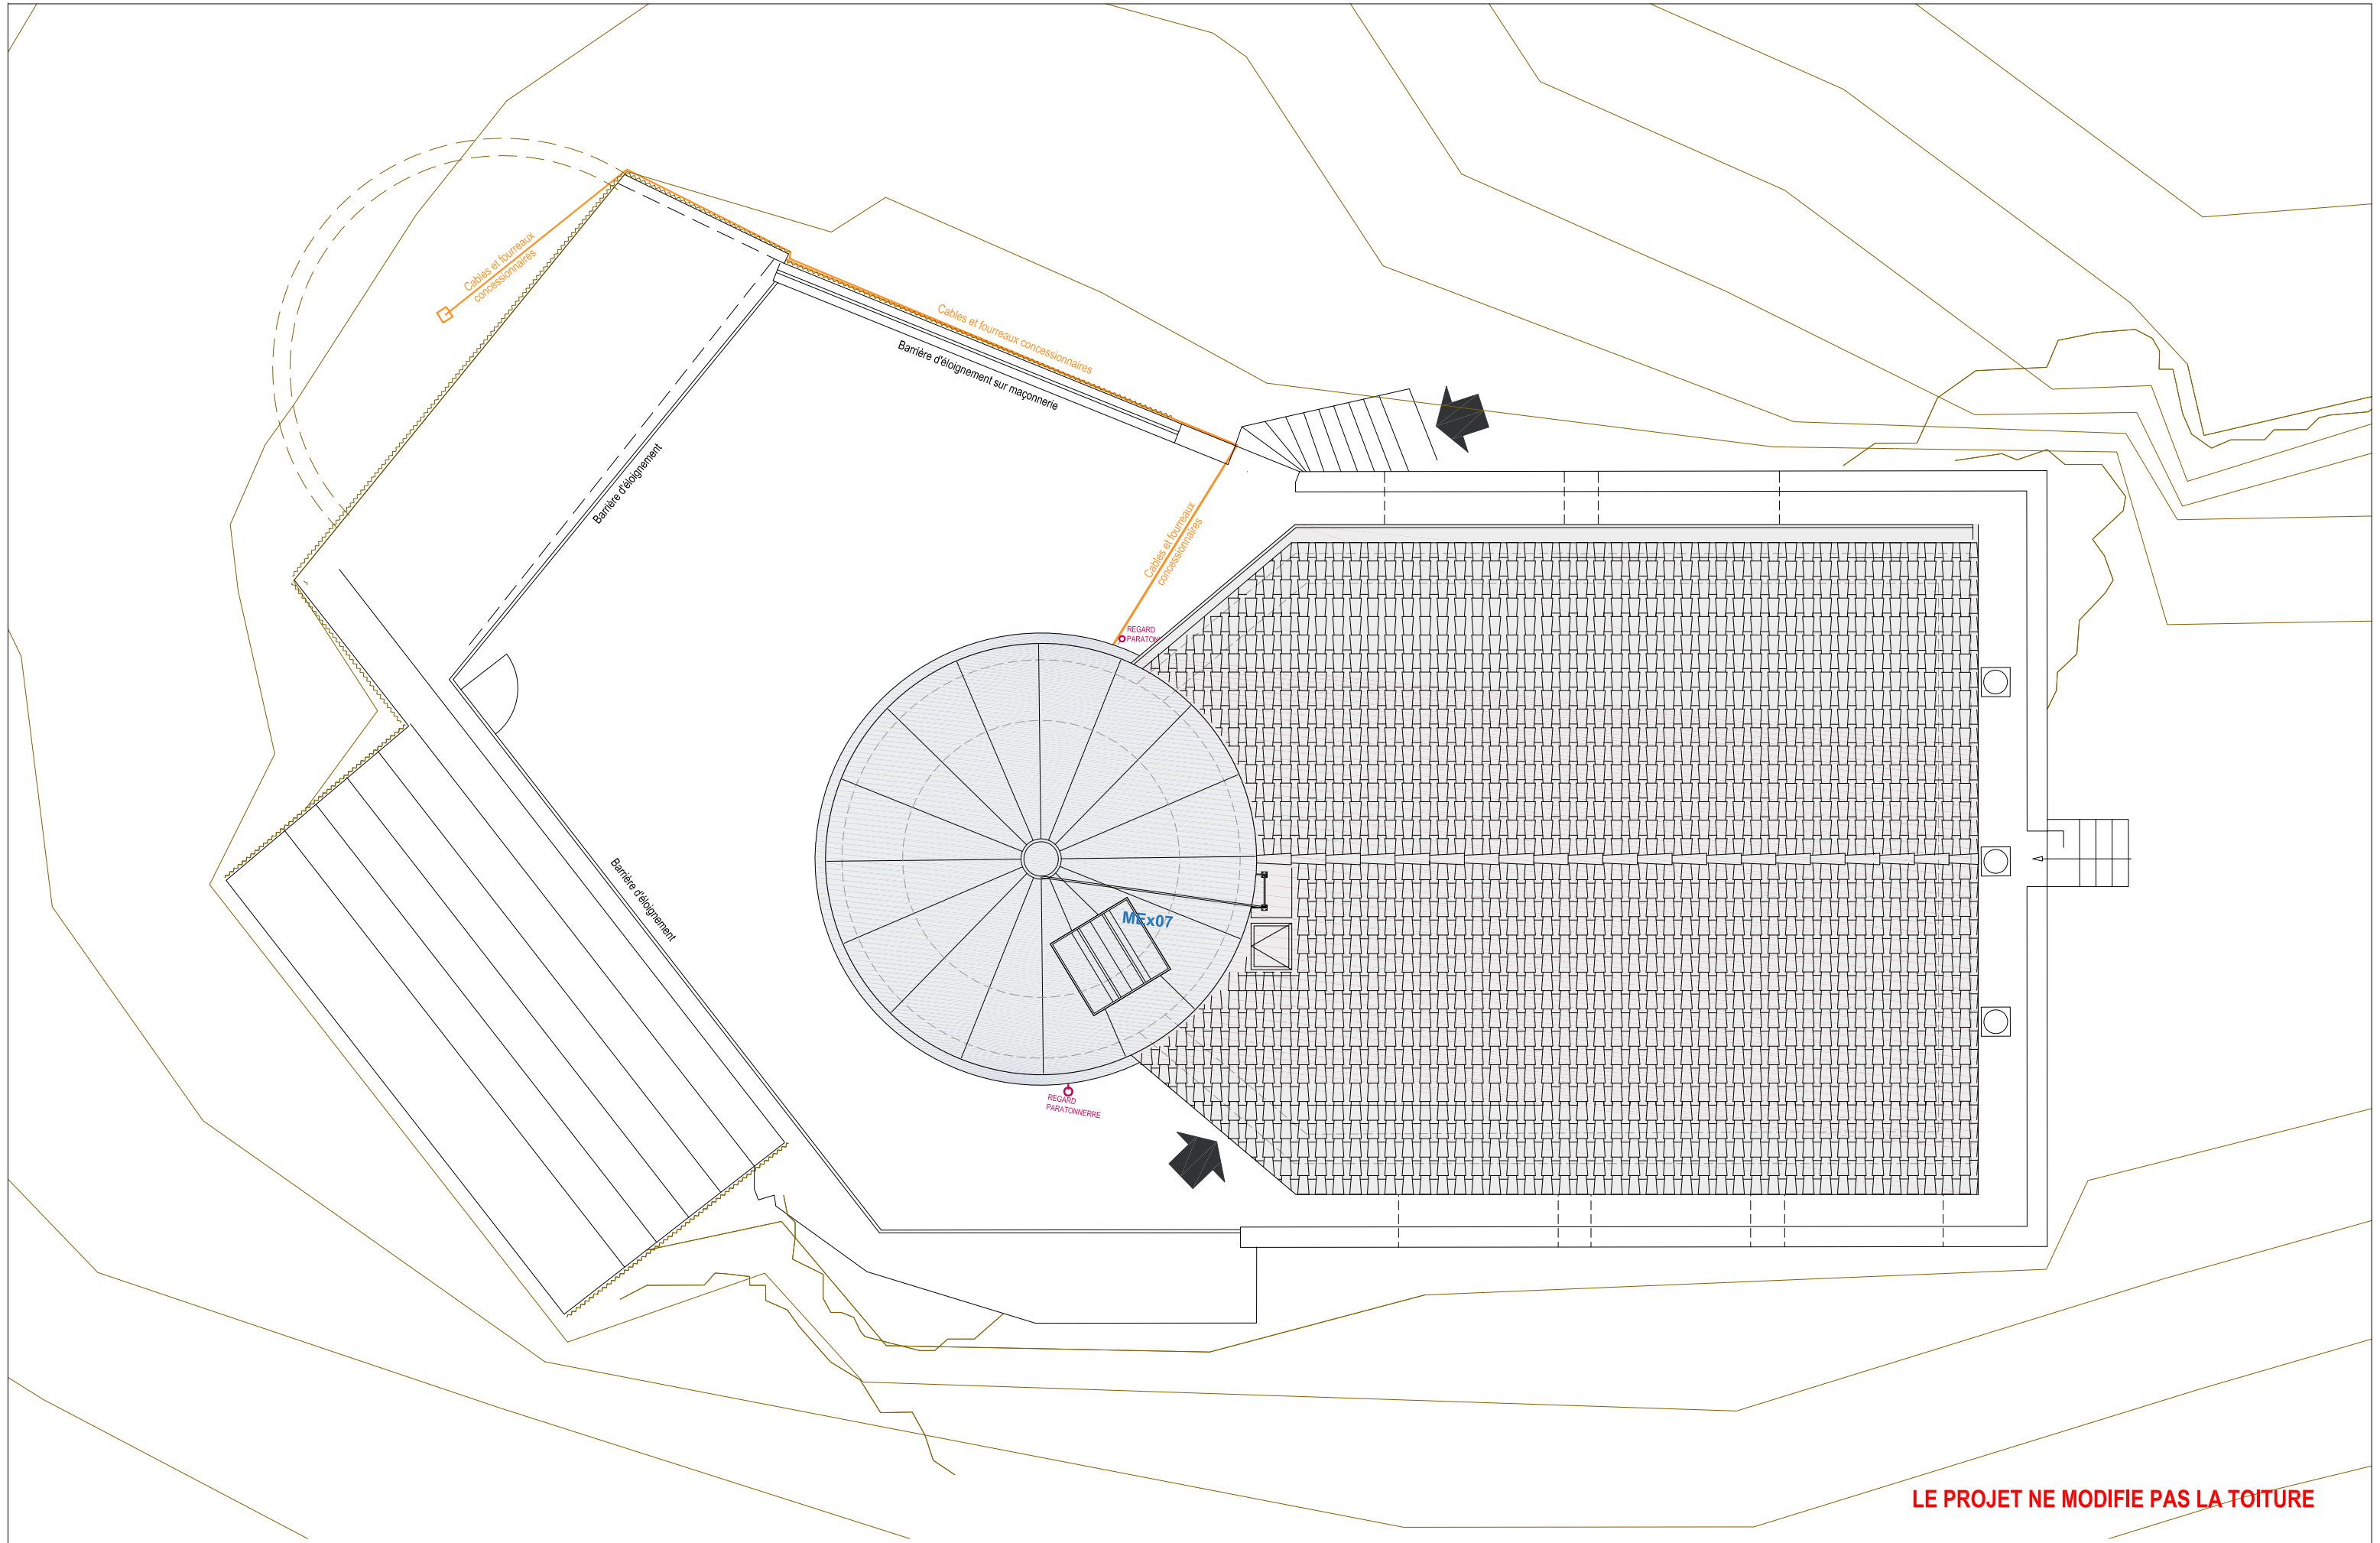 Cables et fourreaux
concessionnaires
Cables et fourreaux concessionnaires
Barrière d'éloignement sur maçonnerie
Barrière d'éloignement
Cables et fourreaux
concessionnaires
REGARD
PARATON
MEx07
Barrière d'éloignement
REGARD
PARATONNERRE
LE PROJET NE MODIFIE PAS LA TOITURE